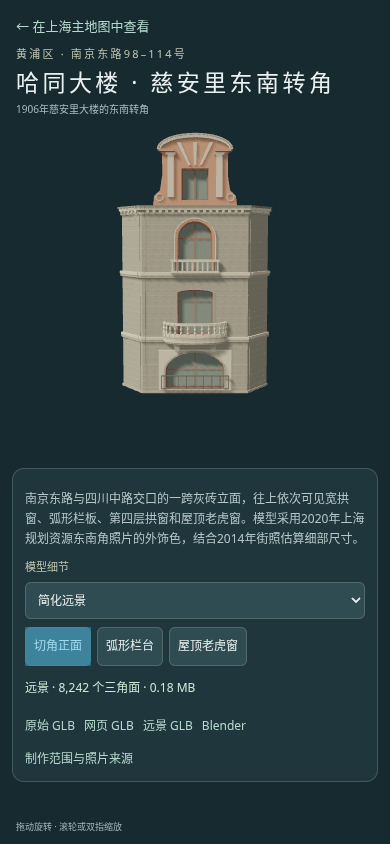 ← 在上海主地图中查看
黄浦区 · 南京东路98–114号
哈同大楼 · 慈安里东南转角
1906年慈安里大楼的东南转角
南京东路与四川中路交口的一跨灰砖立面，往上依次可见宽拱
窗、弧形栏板、第四层拱窗和屋顶老虎窗。模型采用2020年上海
规划资源东南角照片的外饰色，结合2014年街照估算细部尺寸。
模型细节
简化远景
切角正面 弧形栏台 屋顶老虎窗
远景 · 8,242 个三角面 · 0.18 MB
原始 GLB 网页 GLB 远景 GLB Blender
制作范围与照片来源
拖动旋转 · 滚轮或双指缩放